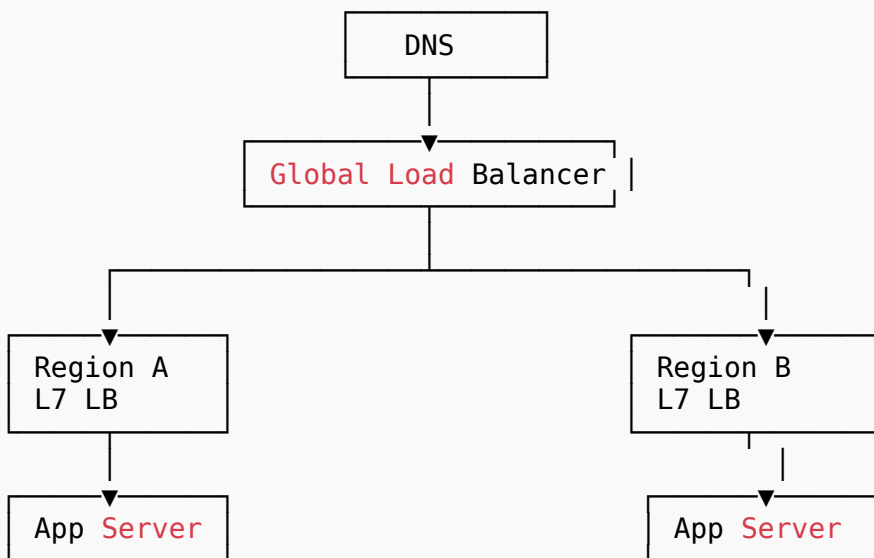 DNS
Global Load Balancer
Region A
L7 LB
Region B
L7 LB
App Server
App Server